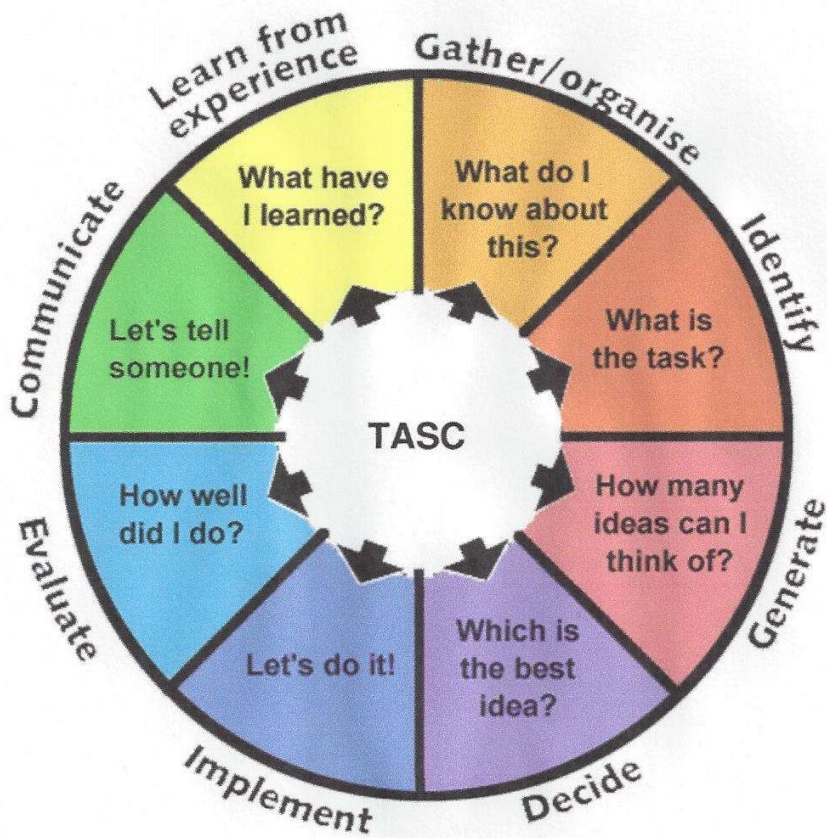 Gather/organise
What do I
know about
this?
Identify
What is
the task?
Generate
How many
ideas can I
think of?
Decide
Which is
the best
idea?
Implement
Let's do it!
Evaluate
How well
did I do?
Communicate
Let's tell
someone!
Learn from
experience
What have
I learned?
TASC